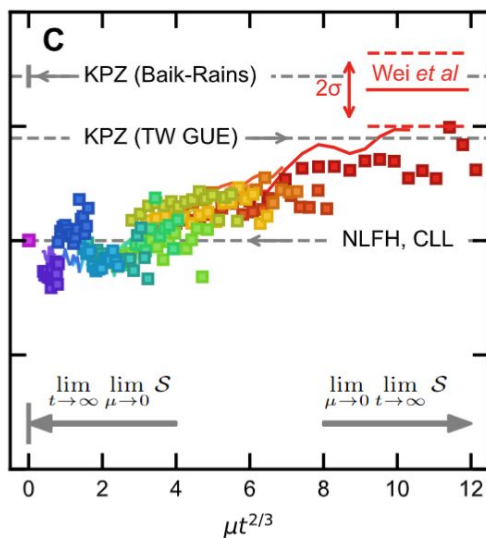 C
KPZ (Baik-Rains)
Wei et al
2σ
KPZ (TW GUE)
NLFH, CLL
lim lim S
t→∞ μ→0
lim lim S
μ→0 t→∞
0 2 4 6 8 10 12
μt^{2/3}